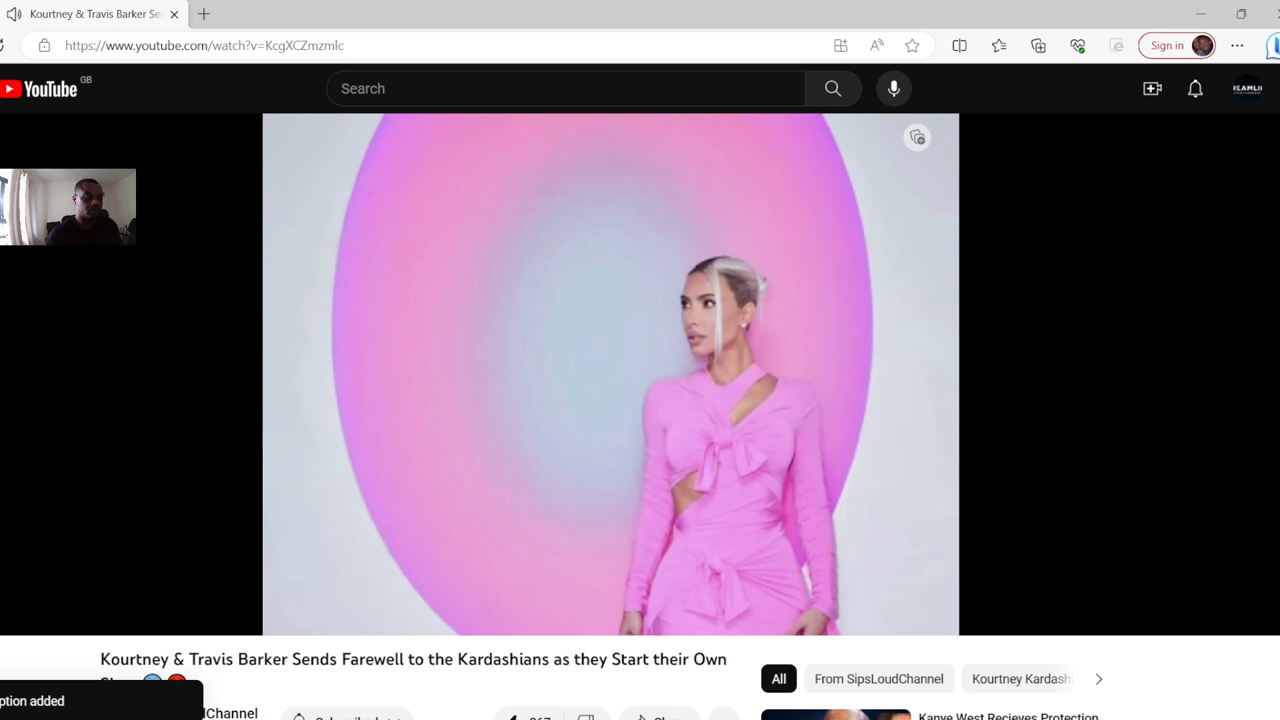 Kourtney & Travis Barker Se
https://www.youtube.com/watch?v=KcgXCZmzmlc
Sign in
YouTube GB
Search
Kourtney & Travis Barker Sends Farewell to the Kardashians as they Start their Own
ption added
dChannel
All
From SipsLoudChannel
Kourtney Kardash
Kanye West Recieves Protection